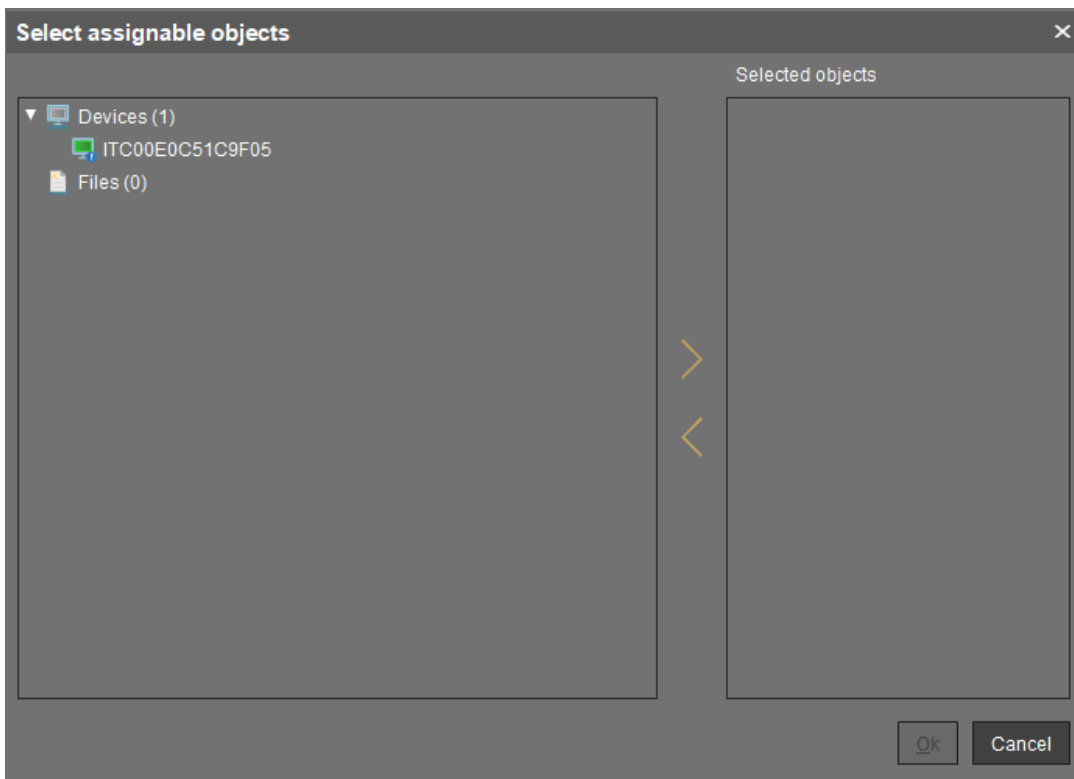 Select assignable objects
Selected objects
Devices (1)
ITC00E0C51C9F05
Files (0)
Ok
Cancel